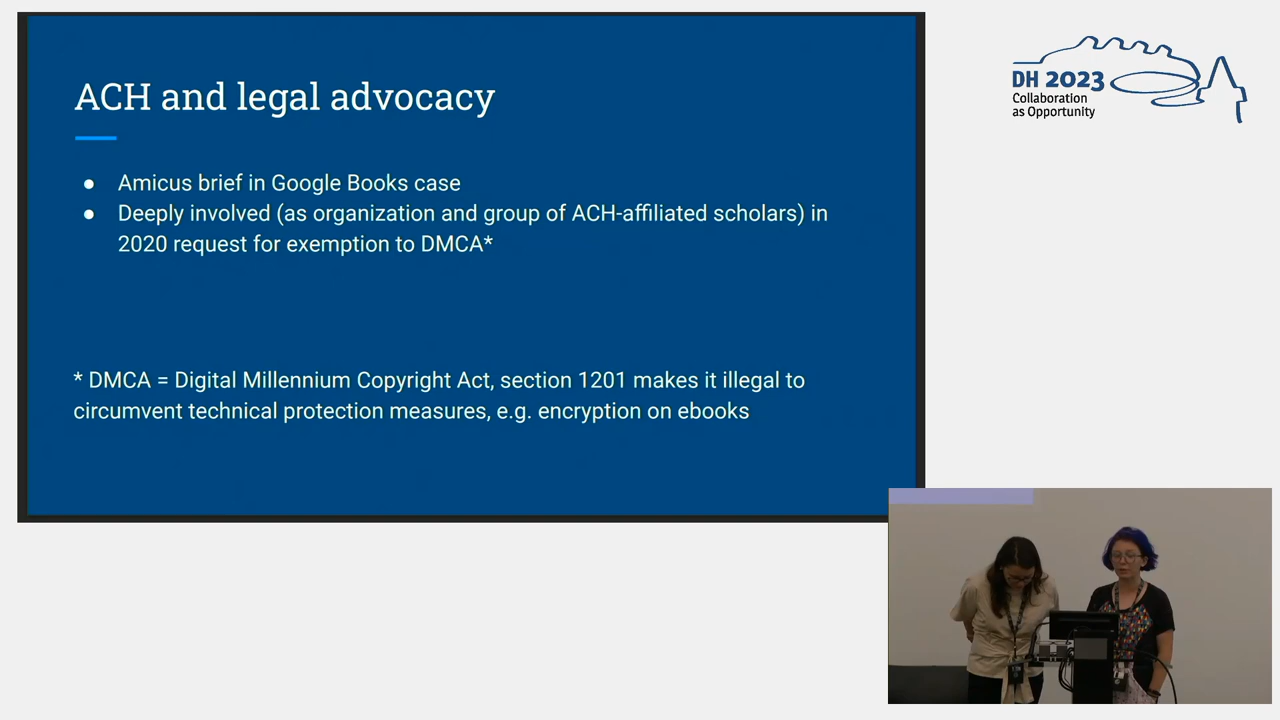 ACH and legal advocacy
● Amicus brief in Google Books case
● Deeply involved (as organization and group of ACH-affiliated scholars) in
2020 request for exemption to DMCA*
* DMCA = Digital Millennium Copyright Act, section 1201 makes it illegal to
circumvent technical protection measures, e.g. encryption on ebooks
DH 2023
Collaboration
as Opportunity